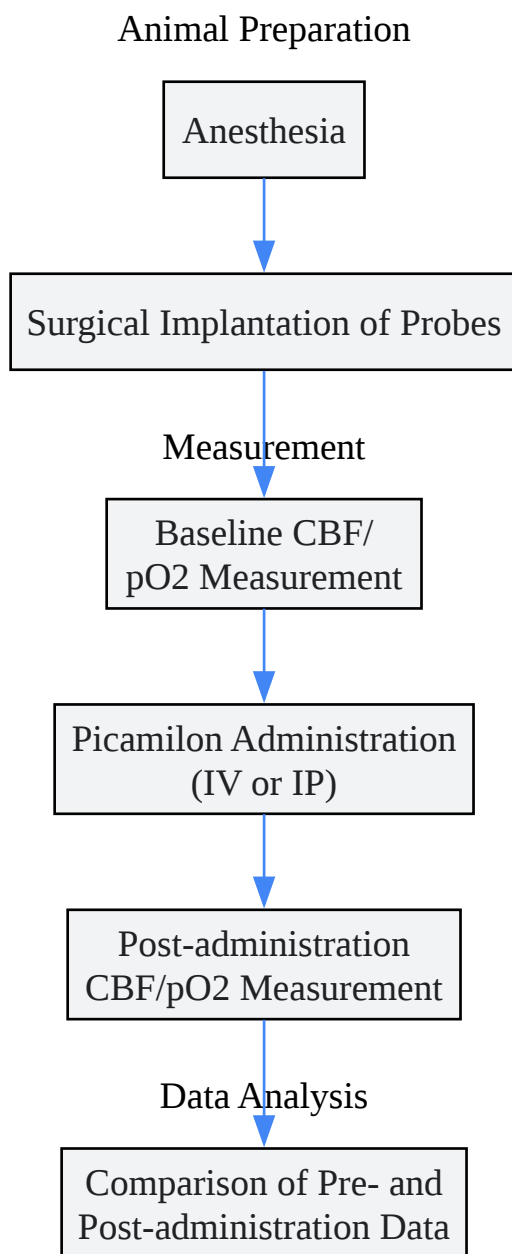 Animal Preparation
Anesthesia
Surgical Implantation of Probes
Measurement
Baseline CBF/
pO2 Measurement
Picamilon Administration
(IV or IP)
Post-administration
CBF/pO2 Measurement
Data Analysis
Comparison of Pre- and
Post-administration Data